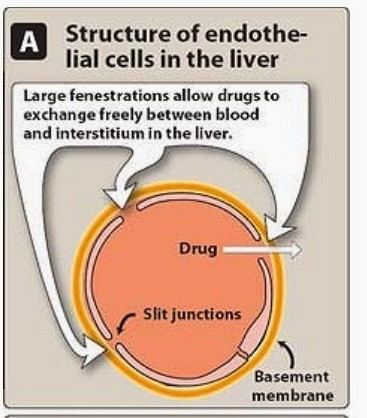 A
Structure of endothe-
lial cells in the liver
Large fenestrations allow drugs to
exchange freely between blood
and interstitium in the liver.
Drug
Slit junctions
Basement
membrane